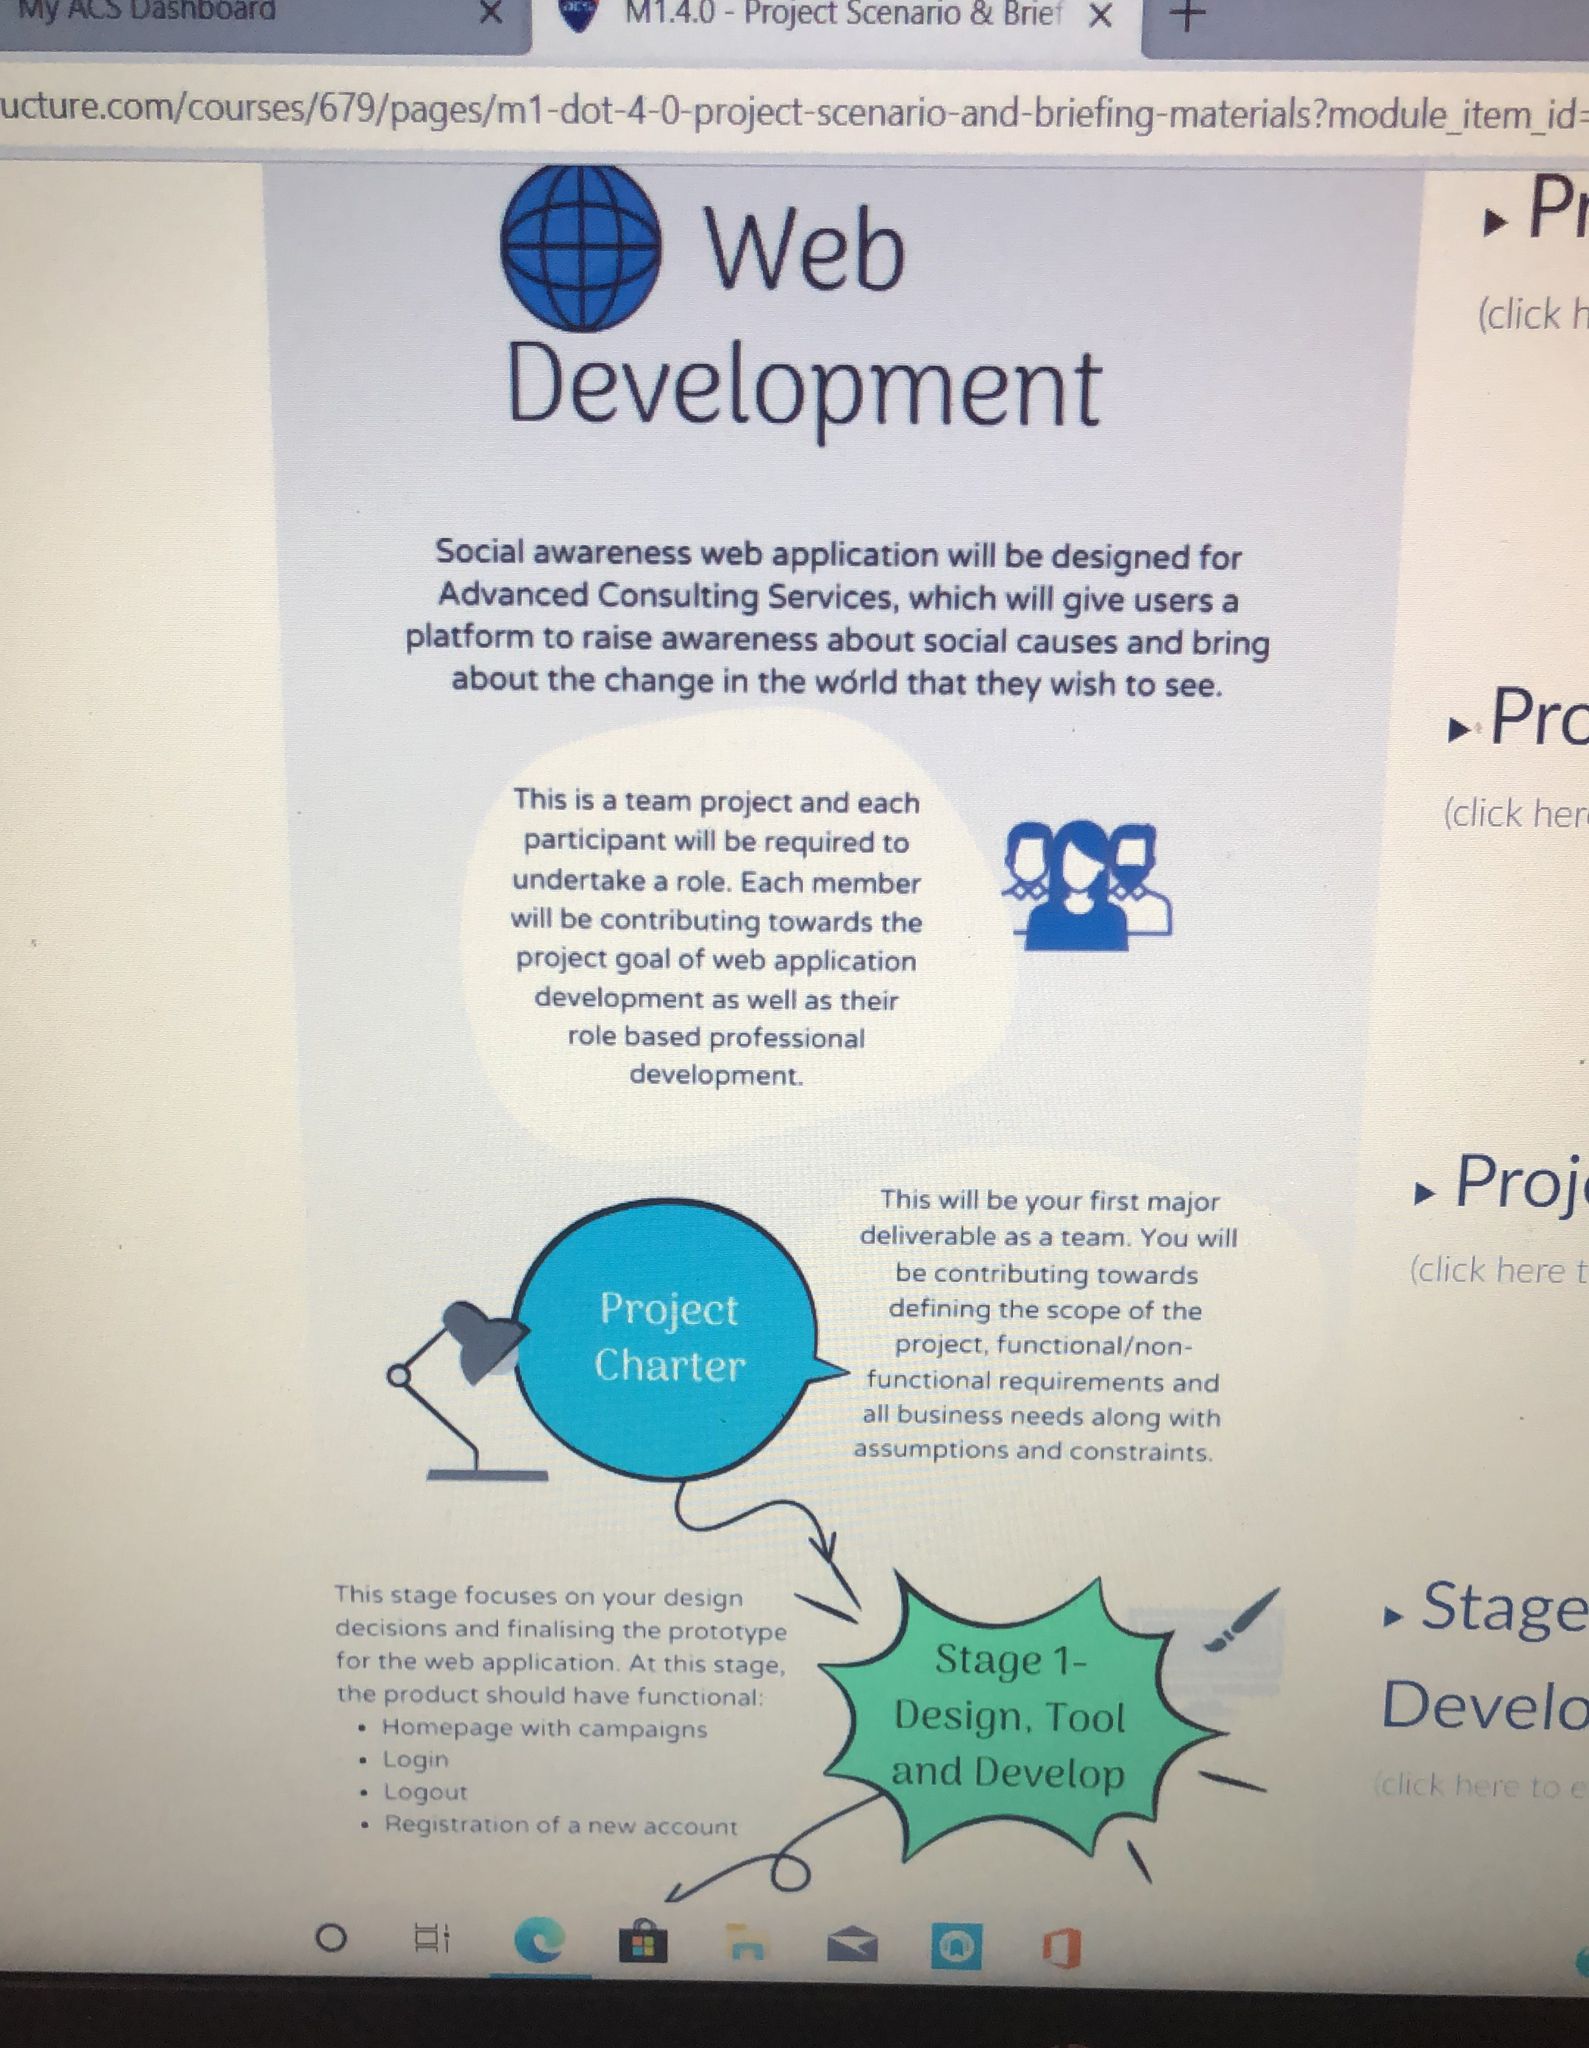 My ACS Dashboard
M1.4.0 - Project Scenario & Brief
ucture.com/courses/679/pages/m1-dot-4-0-project-scenario-and-briefing-materials?module_item_id=
Web
Development
Social awareness web application will be designed for
Advanced Consulting Services, which will give users a
platform to raise awareness about social causes and bring
about the change in the world that they wish to see.
This is a team project and each
participant will be required to
undertake a role. Each member
will be contributing towards the
project goal of web application
development as well as their
role based professional
development.
Project
Charter
This will be your first major
deliverable as a team. You will
be contributing towards
defining the scope of the
project, functional/non-
functional requirements and
all business needs along with
assumptions and constraints.
This stage focuses on your design
decisions and finalising the prototype
for the web application. At this stage,
the product should have functional:
• Homepage with campaigns
• Login
• Logout
• Registration of a new account
Stage 1-
Design, Tool
and Develop
Pr
(click h
Pro
(click her
Proj
(click here t
Stage
Develo
(click here to e